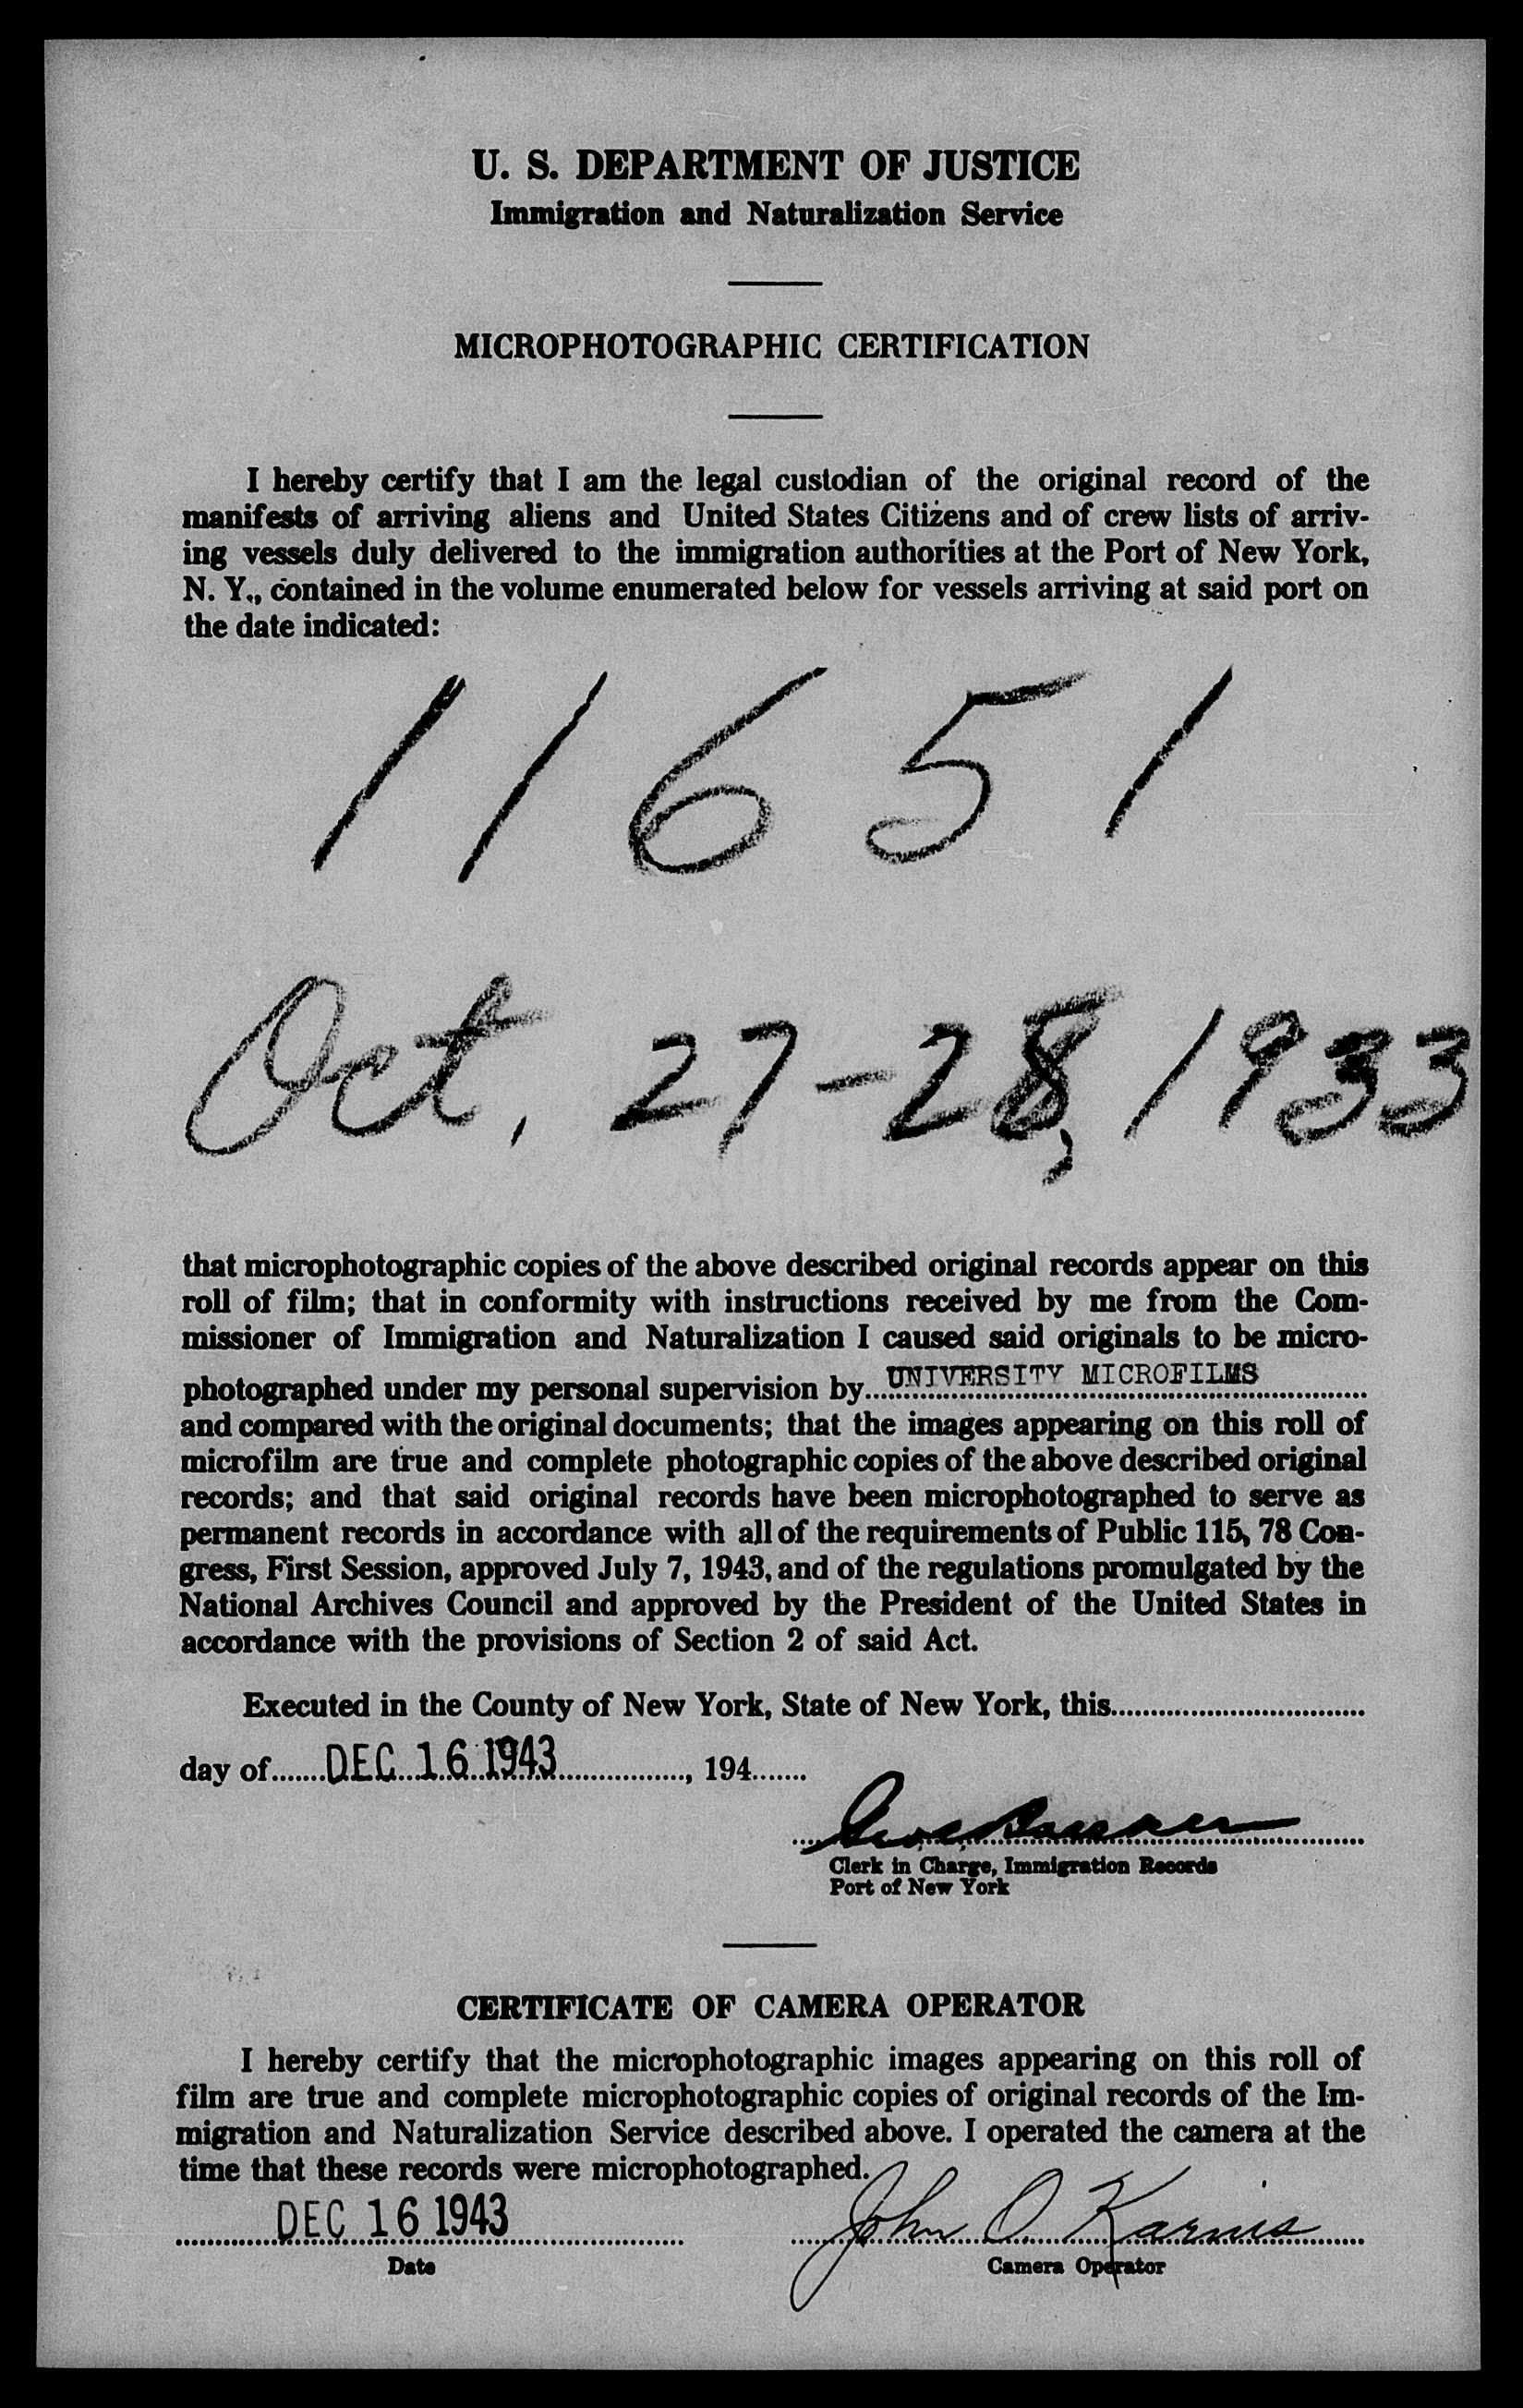 U. S. DEPARTMENT OF JUSTICE
Immigration and Naturalization Service
MICROPHOTOGRAPHIC CERTIFICATION
I hereby certify that I am the legal custodian of the original record of the
manifests of arriving aliens and United States Citizens and of crew lists of arriv-
ing vessels duly delivered to the immigration authorities at the Port of New York,
N. Y., contained in the volume enumerated below for vessels arriving at said port on
the date indicated:
11651
Oct, 27-28, 1933
that microphotographic copies of the above described original records appear on this
roll of film; that in conformity with instructions received by me from the Com-
missioner of Immigration and Naturalization I caused said originals to be micro-
photographed under my personal supervision by UNIVERSITY MICROFILMS
and compared with the original documents; that the images appearing on this roll of
microfilm are true and complete photographic copies of the above described original
records; and that said original records have been microphotographed to serve as
permanent records in accordance with all of the requirements of Public 115, 78 Con-
gress, First Session, approved July 7, 1943, and of the regulations promulgated by the
National Archives Council and approved by the President of the United States in
accordance with the provisions of Section 2 of said Act.
Executed in the County of New York, State of New York, this
day of DEC 16 1943, 194
Clerk in Charge, Immigration Records
Port of New York
CERTIFICATE OF CAMERA OPERATOR
I hereby certify that the microphotographic images appearing on this roll of
film are true and complete microphotographic copies of original records of the Im-
migration and Naturalization Service described above. I operated the camera at the
time that these records were microphotographed.
DEC 16 1943 John O. Karnis
Date Camera Operator